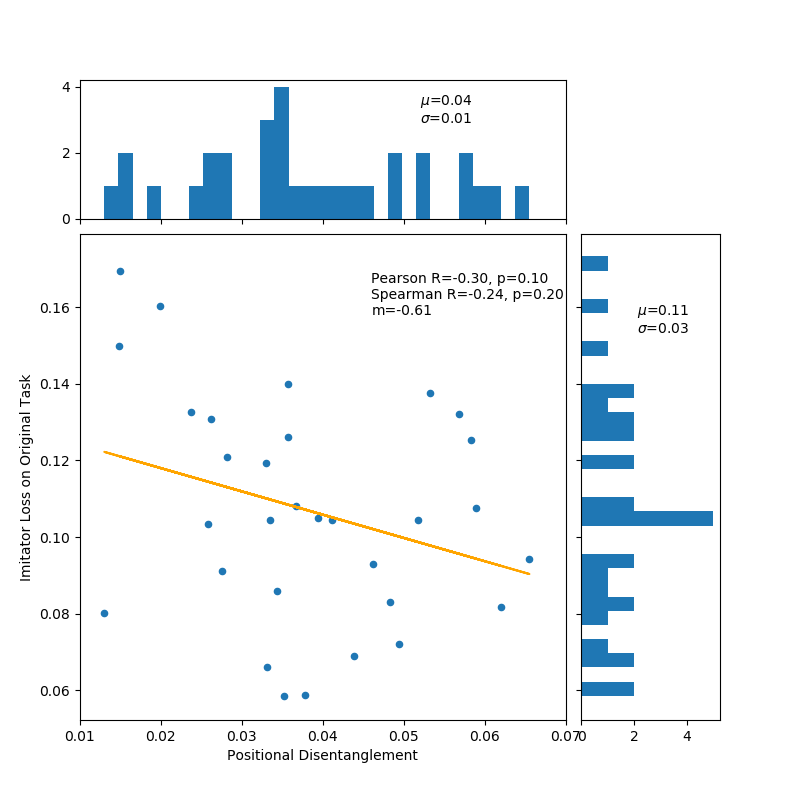 4
2
0
μ=0.04
σ=0.01
Pearson R=-0.30, p=0.10
Spearman R=-0.24, p=0.20
m=-0.61
0.16
0.14
0.12
0.10
0.08
0.06
Imitator Loss on Original Task
0.01 0.02 0.03 0.04 0.05 0.06 0.07
Positional Disentanglement
μ=0.11
σ=0.03
0 2 4